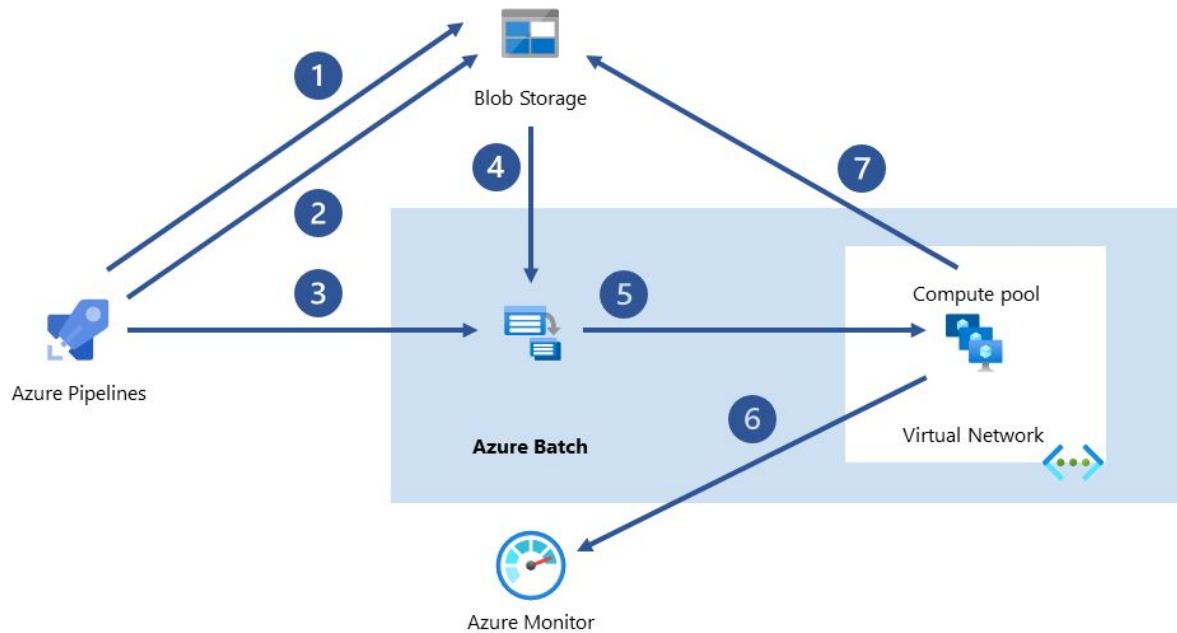 Blob Storage
1
2
3
4
5
6
7
Azure Pipelines
Compute pool
Virtual Network
Azure Batch
Azure Monitor